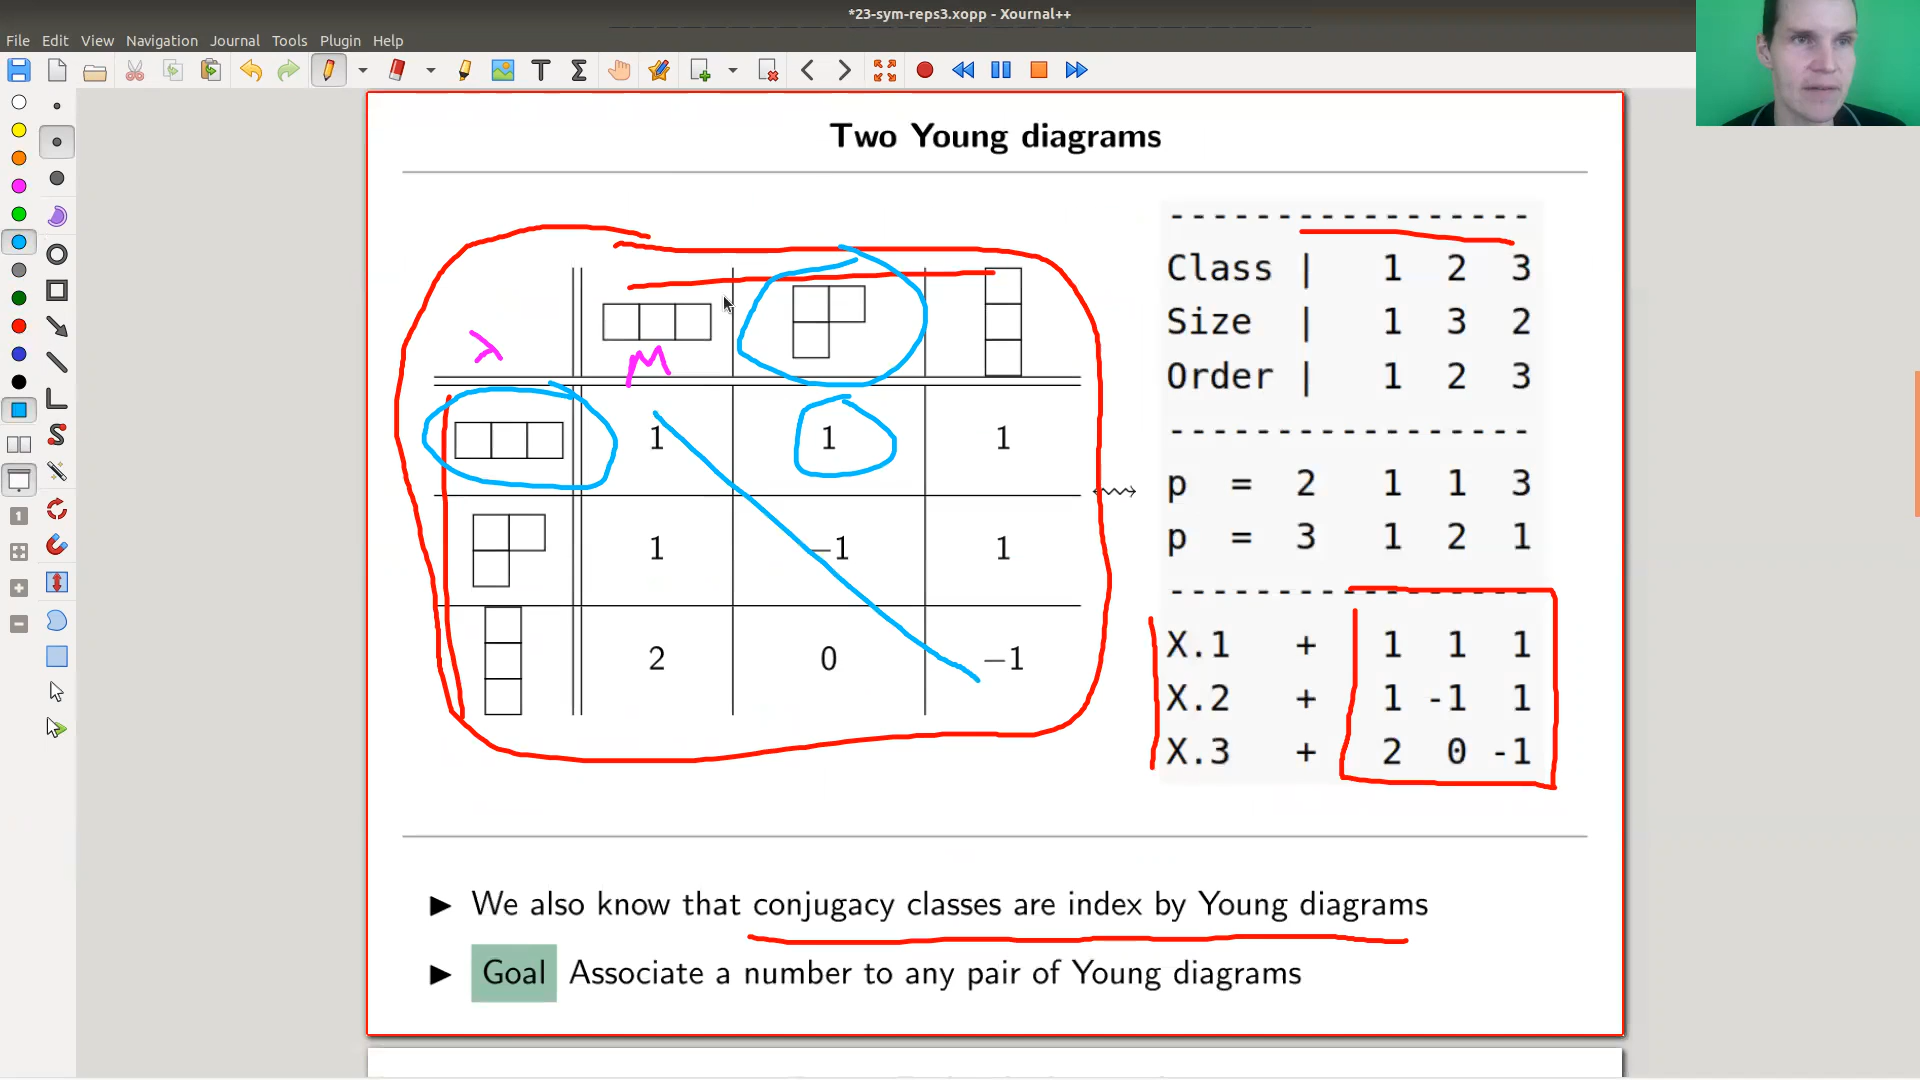 *23-sym-reps3.xopp - Xournal++
File Edit View Navigation Journal Tools Plugin Help
Two Young diagrams
λ M
1 1 1
1 −1 1
2 0 −1
-----------------
Class | 1 2 3
Size | 1 3 2
Order | 1 2 3
-----------------
p = 2 1 1 3
p = 3 1 2 1
-----------------
X.1 + 1 1 1
X.2 + 1 -1 1
X.3 + 2 0 -1
▶ We also know that conjugacy classes are index by Young diagrams
▶ Goal Associate a number to any pair of Young diagrams